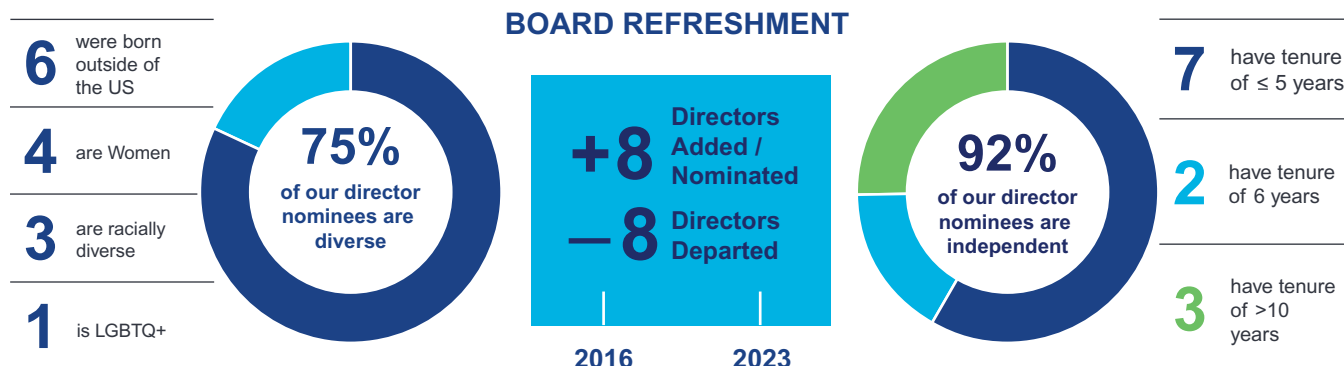 BOARD REFRESHMENT
6
were born
outside of
the US
4
are Women
3
are racially
diverse
1
is LGBTQ+
75%
of our director
nominees are
diverse
+8
Directors
Added /
Nominated
—8
Directors
Departed
2016
2023
92%
of our director
nominees are
independent
7
have tenure
of ≤ 5 years
2
have tenure
of 6 years
3
have tenure
of >10
years